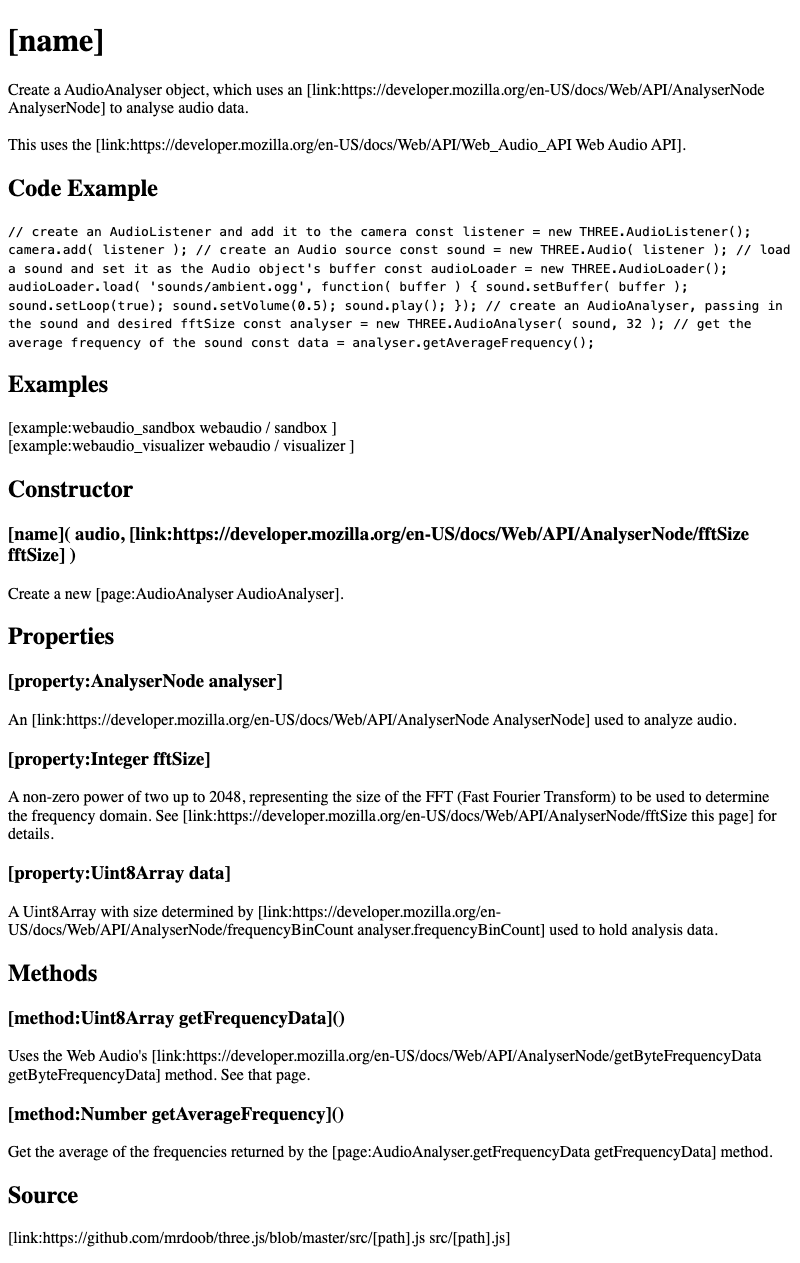 [name]
Create a AudioAnalyser object, which uses an [link:https://developer.mozilla.org/en-US/docs/Web/API/AnalyserNode
AnalyserNode] to analyse audio data.
This uses the [link:https://developer.mozilla.org/en-US/docs/Web/API/Web_Audio_API Web Audio API].
Code Example
// create an AudioListener and add it to the camera const listener = new THREE.AudioListener();
camera.add( listener ); // create an Audio source const sound = new THREE.Audio( listener ); // load
a sound and set it as the Audio object's buffer const audioLoader = new THREE.AudioLoader();
audioLoader.load( 'sounds/ambient.ogg', function( buffer ) { sound.setBuffer( buffer );
sound.setLoop(true); sound.setVolume(0.5); sound.play(); }); // create an AudioAnalyser, passing in
the sound and desired fftSize const analyser = new THREE.AudioAnalyser( sound, 32 ); // get the
average frequency of the sound const data = analyser.getAverageFrequency();
Examples
[example:webaudio_sandbox webaudio / sandbox ]
[example:webaudio_visualizer webaudio / visualizer ]
Constructor
[name]( audio, [link:https://developer.mozilla.org/en-US/docs/Web/API/AnalyserNode/fftSize
fftSize] )
Create a new [page:AudioAnalyser AudioAnalyser].
Properties
[property:AnalyserNode analyser]
An [link:https://developer.mozilla.org/en-US/docs/Web/API/AnalyserNode AnalyserNode] used to analyze audio.
[property:Integer fftSize]
A non-zero power of two up to 2048, representing the size of the FFT (Fast Fourier Transform) to be used to determine
the frequency domain. See [link:https://developer.mozilla.org/en-US/docs/Web/API/AnalyserNode/fftSize this page] for
details.
[property:Uint8Array data]
A Uint8Array with size determined by [link:https://developer.mozilla.org/en-
US/docs/Web/API/AnalyserNode/frequencyBinCount analyser.frequencyBinCount] used to hold analysis data.
Methods
[method:Uint8Array getFrequencyData]()
Uses the Web Audio's [link:https://developer.mozilla.org/en-US/docs/Web/API/AnalyserNode/getByteFrequencyData
getByteFrequencyData] method. See that page.
[method:Number getAverageFrequency]()
Get the average of the frequencies returned by the [page:AudioAnalyser.getFrequencyData getFrequencyData] method.
Source
[link:https://github.com/mrdoob/three.js/blob/master/src/[path].js src/[path].js]